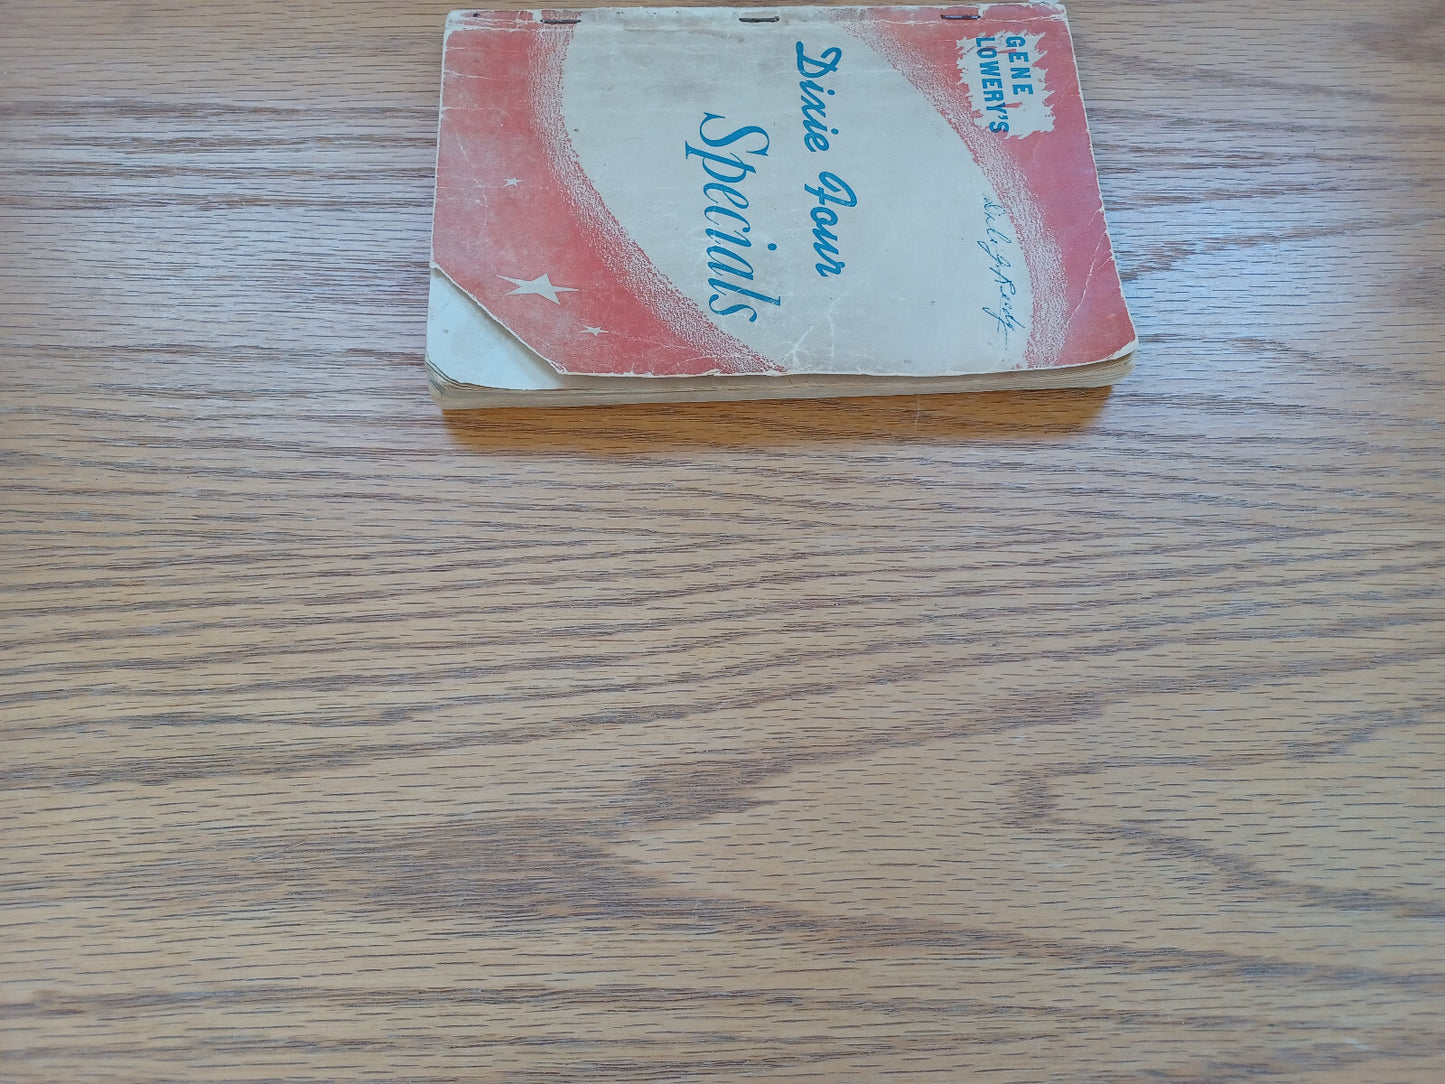 GENE
LOWERY'S
Dixie Four
Specials